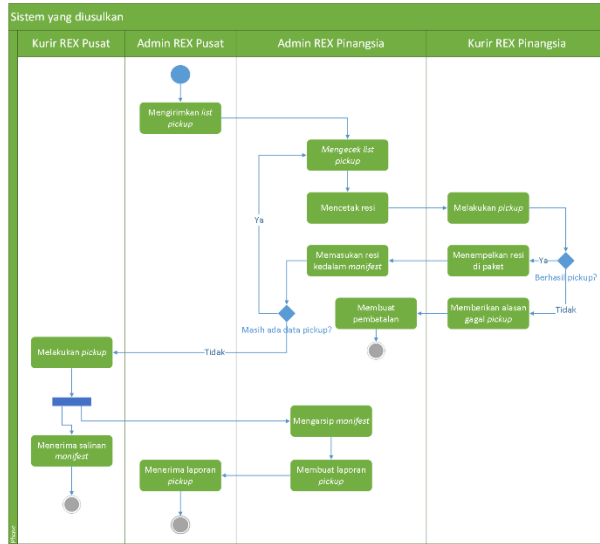 Sistem yang diusulkan
Kurir REX Pusat
Admin REX Pusat
Admin REX Pinangsia
Kurir REX Pinangsia
Mengirimkan list
pickup
Mengecek list
pickup
Mencetak resi
Melakukan pickup
Ya
Memasukan resi
kedalam manifest
Menempelkan resi
di paket
Ya
Berhasil pickup?
Membuat
pembatalan
Memberikan alasan
gagal pickup
Tidak
Masih ada data pickup?
Melakukan pickup
Tidak
Mengarsip manifest
Menerima salinan
manifest
Menerima laporan
pickup
Membuat laporan
pickup
Phase